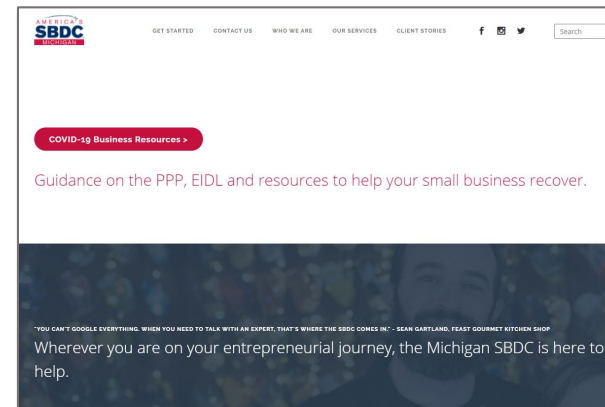 AMERICA'S
SBDC
MICHIGAN
GET STARTED CONTACT US WHO WE ARE OUR SERVICES CLIENT STORIES f Search
COVID-19 Business Resources >
Guidance on the PPP, EIDL and resources to help your small business recover.
"YOU CAN'T GOOGLE EVERYTHING. WHEN YOU NEED TO TALK WITH AN EXPERT, THAT'S WHERE THE SBDC COMES IN." - SEAN GARTLAND, FEAST GOURMET KITCHEN SHOP
Wherever you are on your entrepreneurial journey, the Michigan SBDC is here to
help.